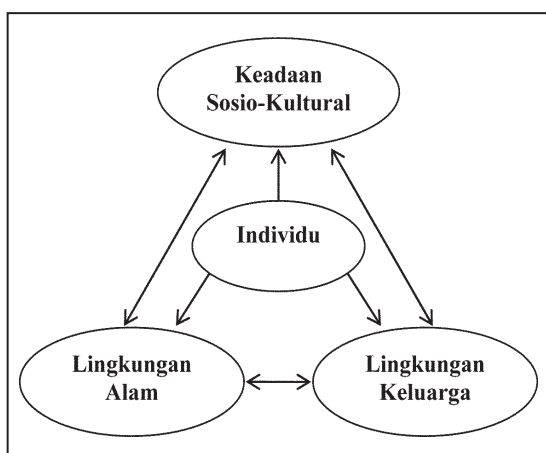 Keadaan
Sosio-Kultural
Individu
Lingkungan
Alam
Lingkungan
Keluarga